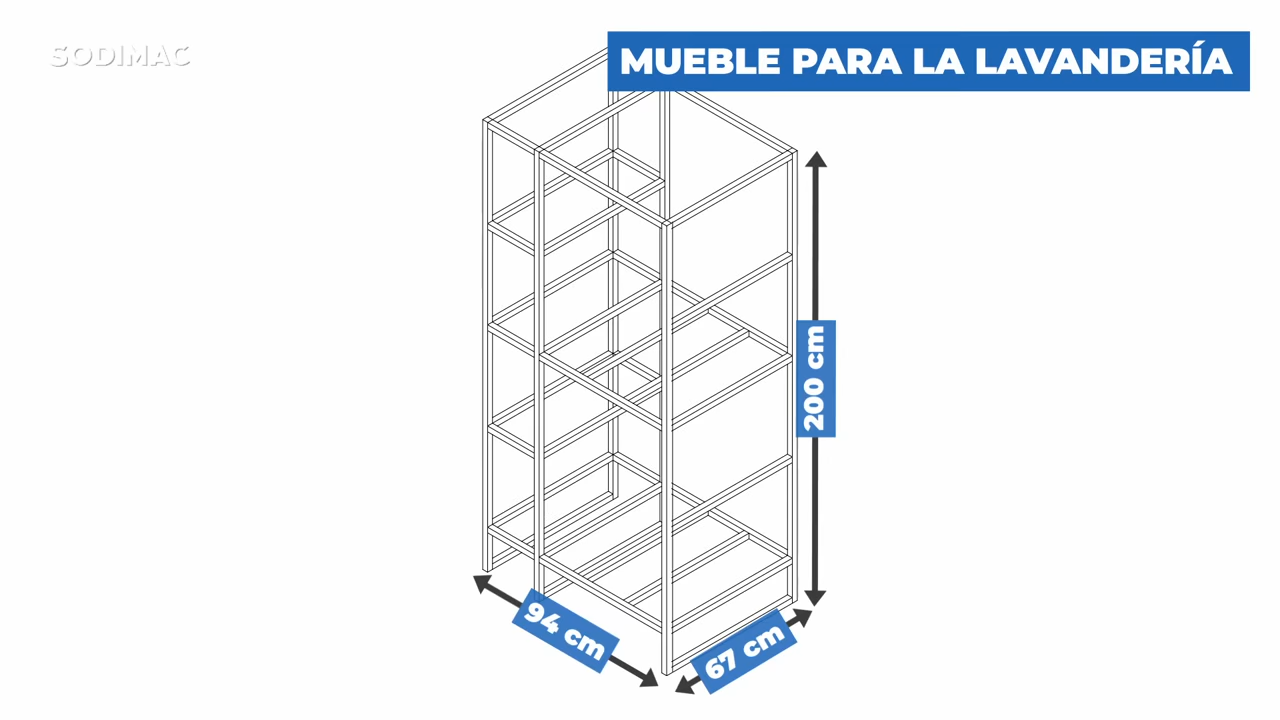 SODIMAC
MUEBLE PARA LA LAVANDERÍA
200 cm
94 cm
67 cm